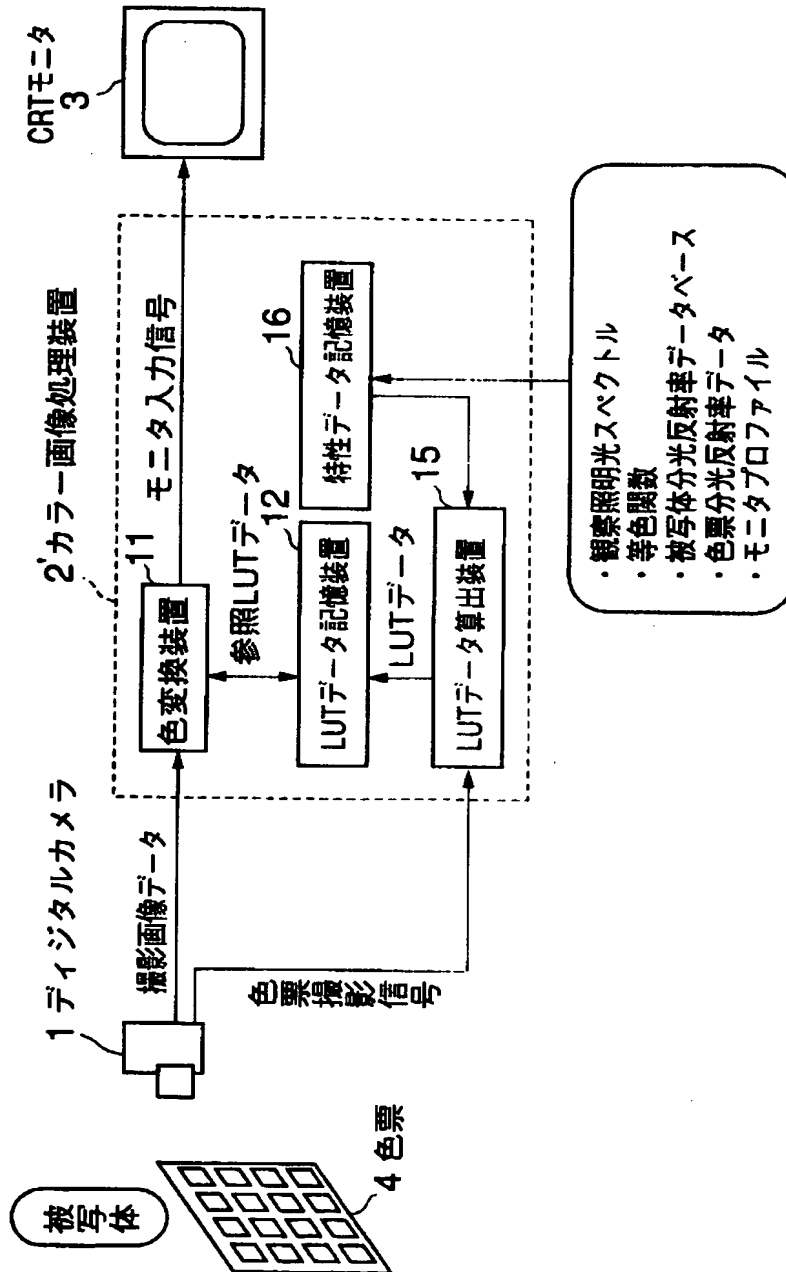 被写体
4 色票
1 ディジタルカメラ
撮影画像データ
色票撮影信号
2'カラー画像処理装置
11
色変換装置
モニタ入力信号
参照LUTデータ
12
LUTデータ記憶装置
16
特性データ記憶装置
LUTデータ
15
LUTデータ算出装置
CRTモニタ
3
・観察照明光スペクトル
・等色関数
・被写体分光反射率データベース
・色票分光反射率データ
・モニタプロファイル